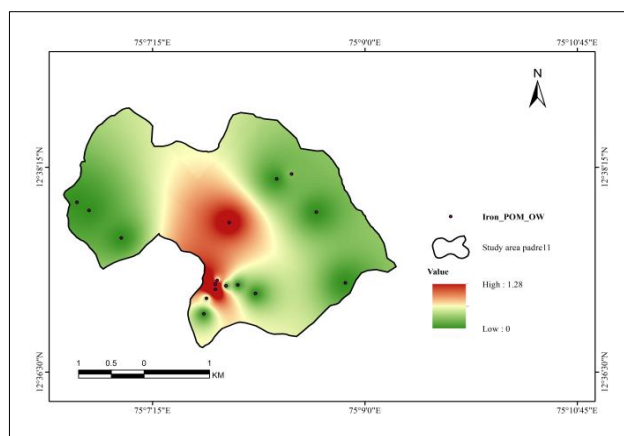 75°7'15"E 75°9'0"E 75°10'45"E
N
12°38'15"N 12°38'15"N
Iron_POM_OW
Study area padre11
Value
High : 1.28
Low : 0
12°36'30"N 12°36'30"N
1 0.5 0 1
KM
75°7'15"E 75°9'0"E 75°10'45"E